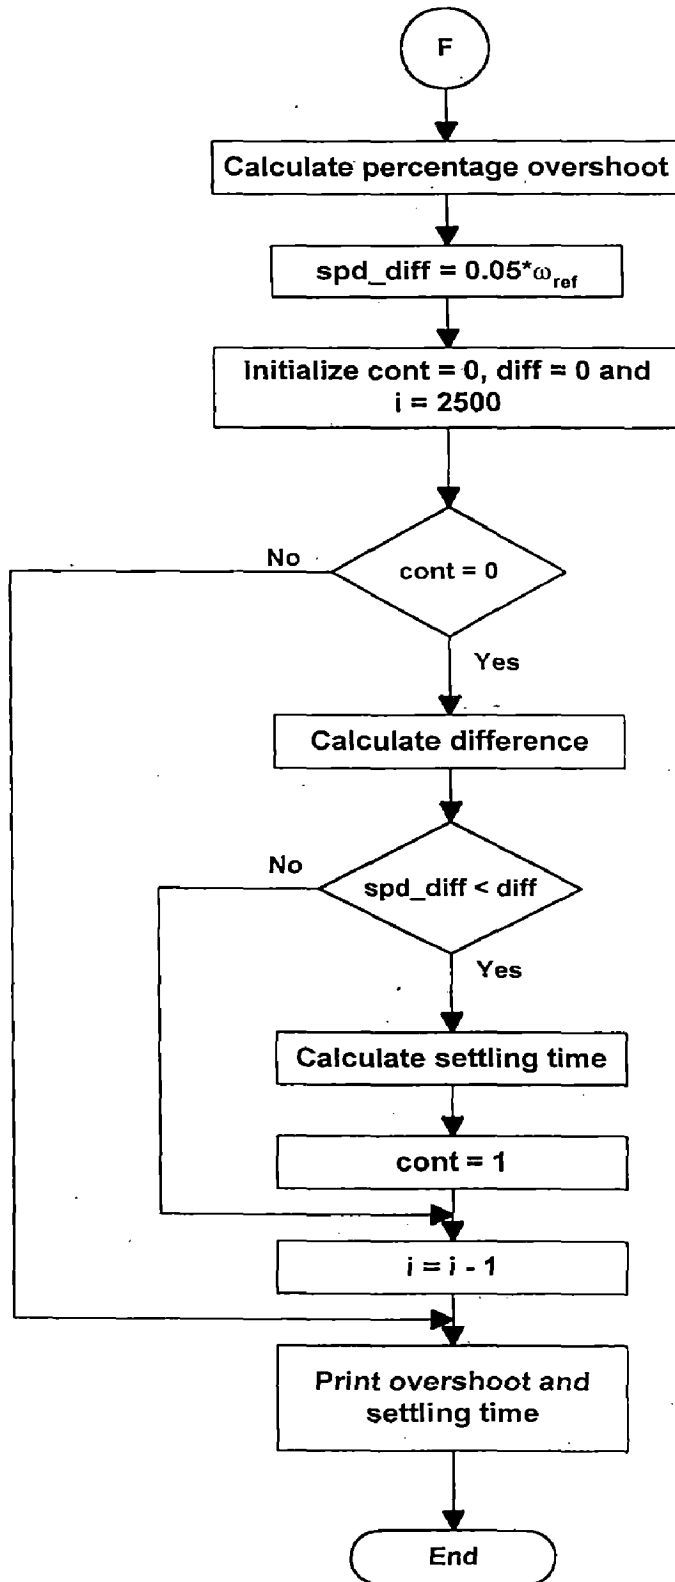 F
Calculate percentage overshoot
spd_diff = 0.05*ω_ref
Initialize cont = 0, diff = 0 and
i = 2500
No
cont = 0
Yes
Calculate difference
No
spd_diff < diff
Yes
Calculate settling time
cont = 1
i = i - 1
Print overshoot and
settling time
End